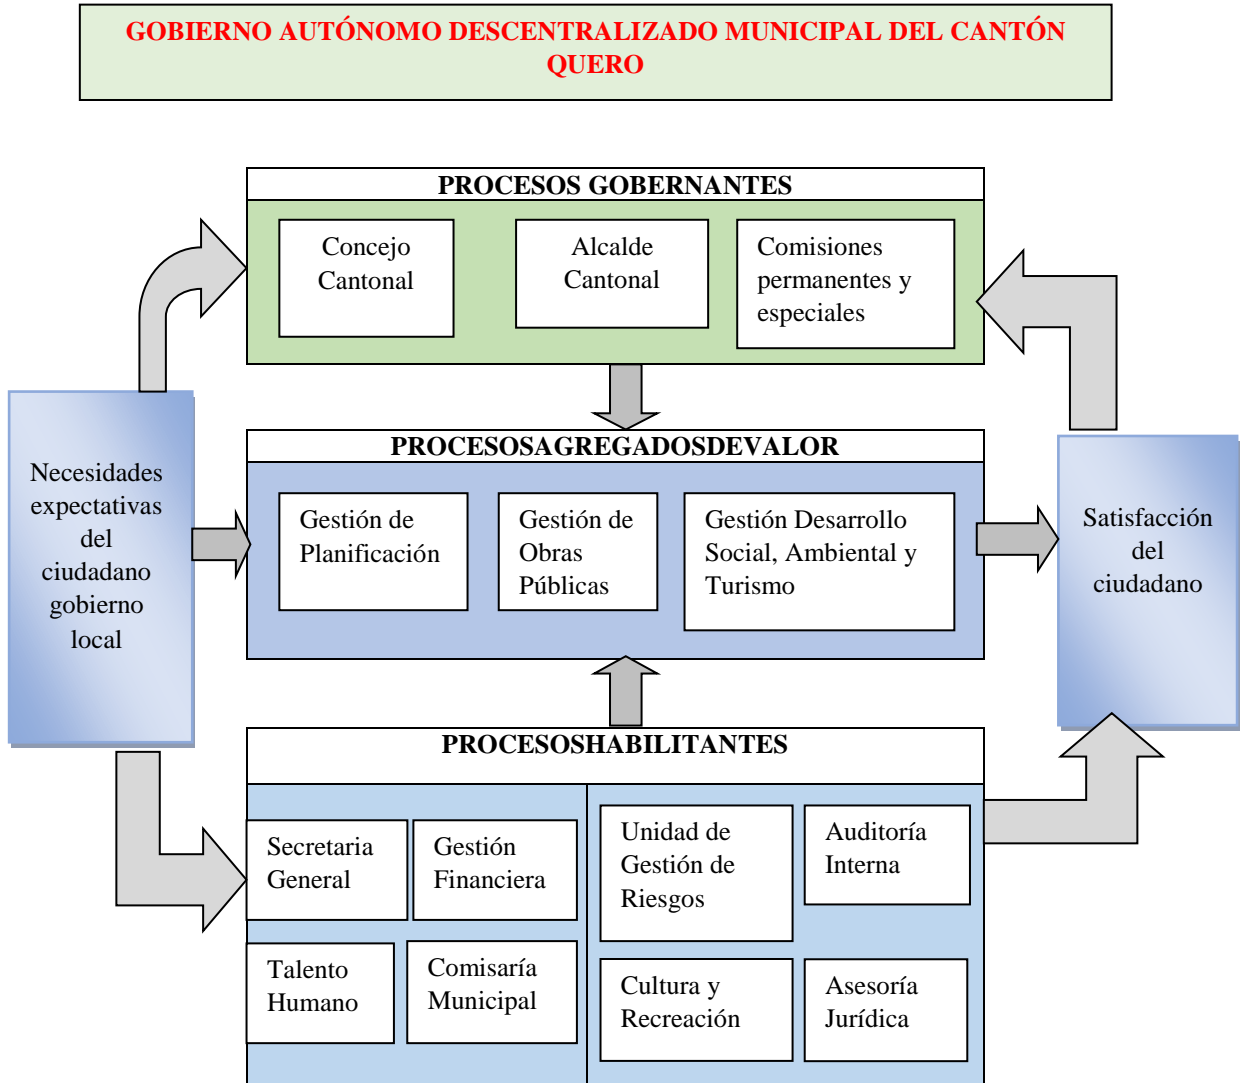 GOBIERNO AUTÓNOMO DESCENTRALIZADO MUNICIPAL DEL CANTÓN
QUERO
PROCESOS GOBERNANTES
Concejo
Cantonal
Alcalde
Cantonal
Comisiones
permanentes y
especiales
Necesidades
expectativas
del
ciudadano
gobierno
local
PROCESOSAGREGADOSDEVALOR
Gestión de
Planificación
Gestión de
Obras
Públicas
Gestión Desarrollo
Social, Ambiental y
Turismo
Satisfacción
del
ciudadano
PROCESOSHABILITANTES
Secretaria
General
Gestión
Financiera
Unidad de
Gestión de
Riesgos
Auditoría
Interna
Talento
Humano
Comisaría
Municipal
Cultura y
Recreación
Asesoría
Jurídica